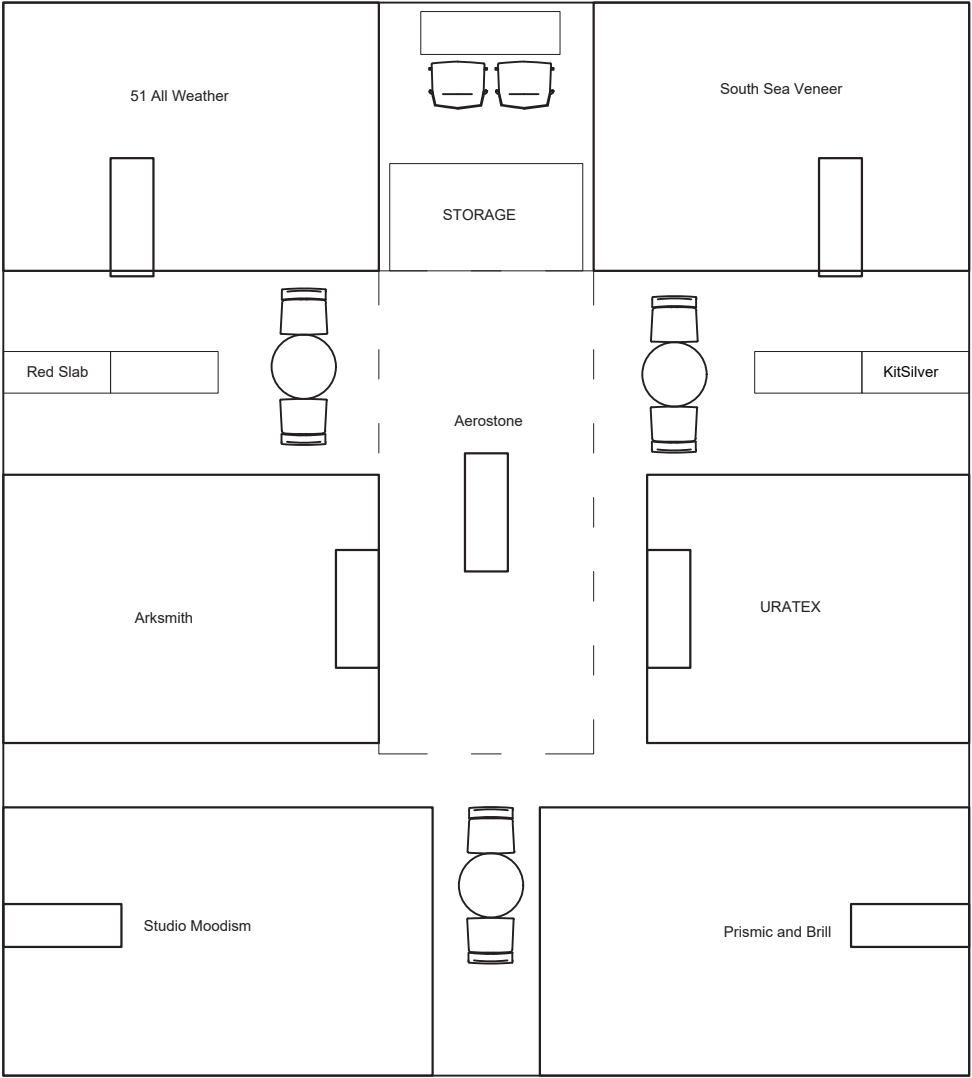 51 All Weather
South Sea Veneer
STORAGE
Red Slab
KitSilver
Aerostone
Arksmith
URATEX
Studio Moodism
Prismic and Brill